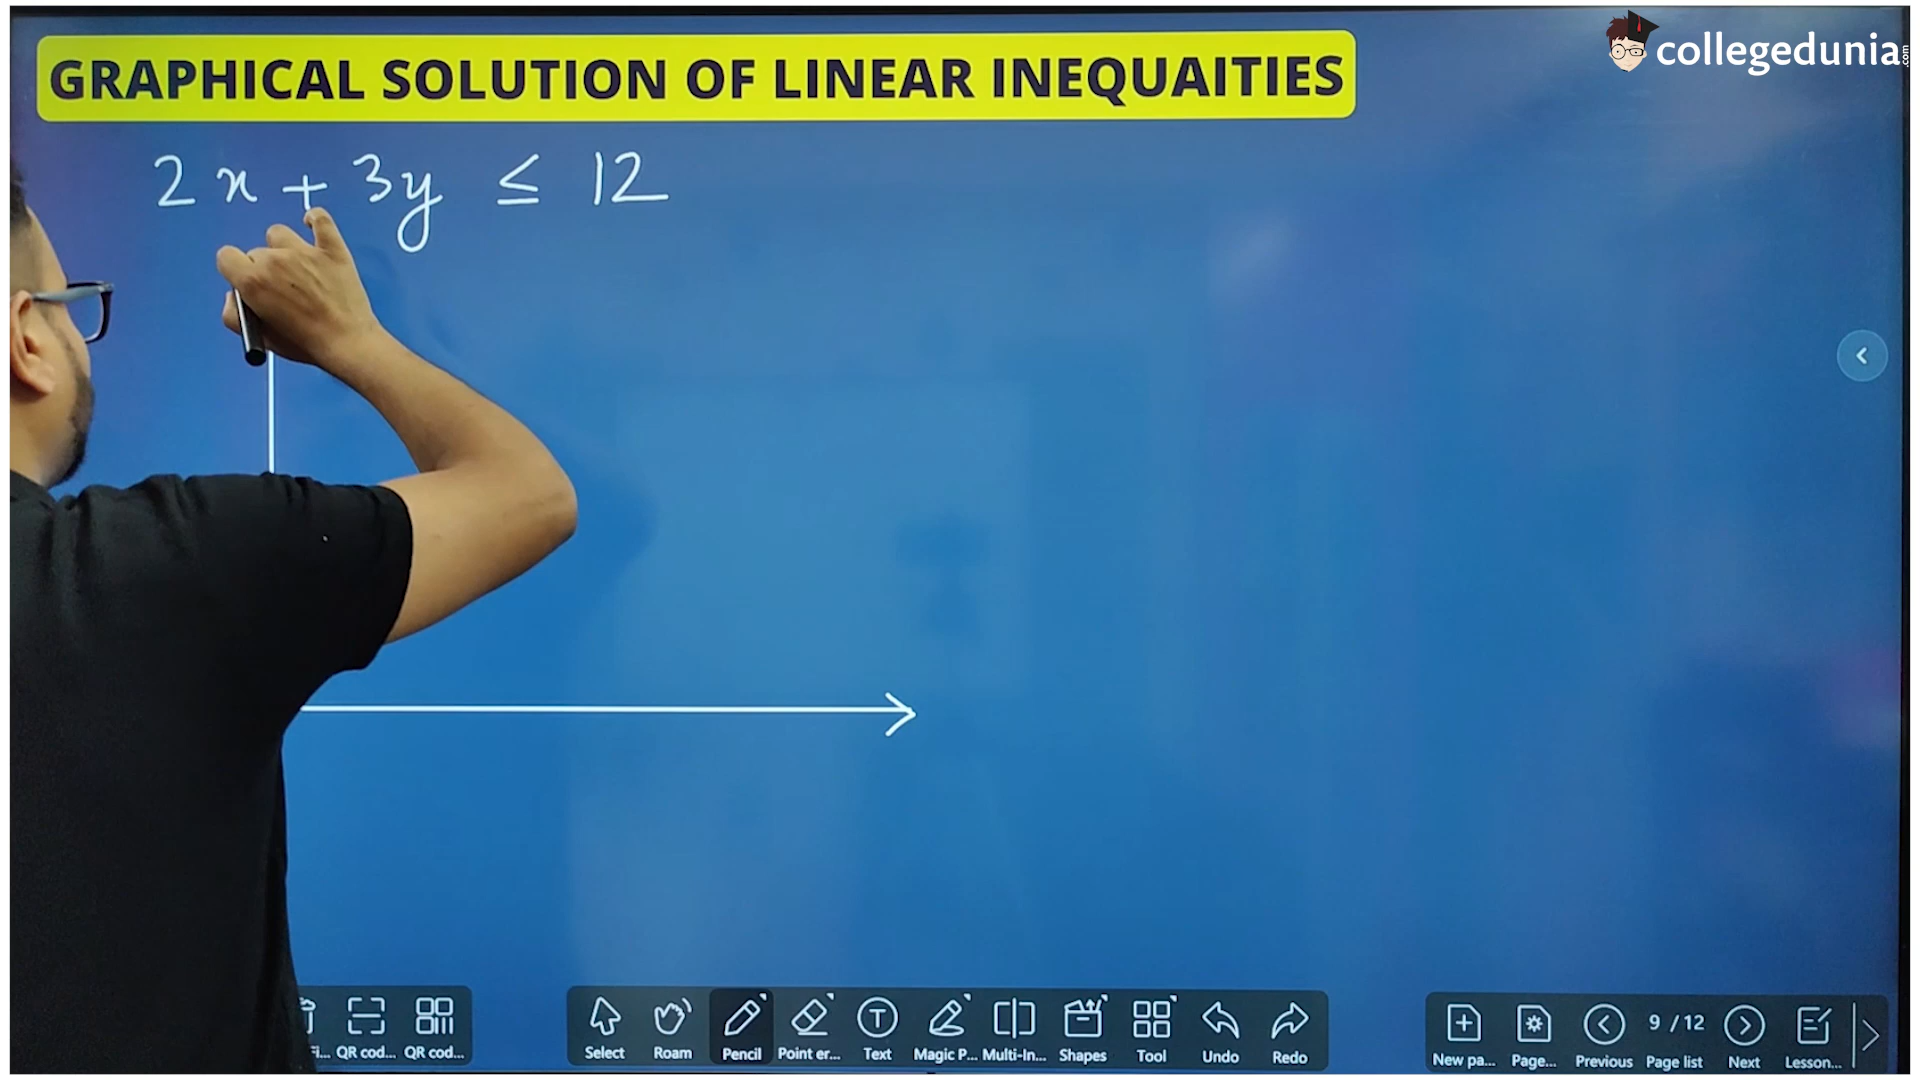 collegedunia
.com
GRAPHICAL SOLUTION OF LINEAR INEQUAITIES
2x + 3y ≤ 12
QR cod... QR cod...
Select Roam Pencil Point er... Text Magic P... Multi-In... Shapes Tool Undo Redo
9 / 12
New pa... Page... Previous Page list Next Lesson...